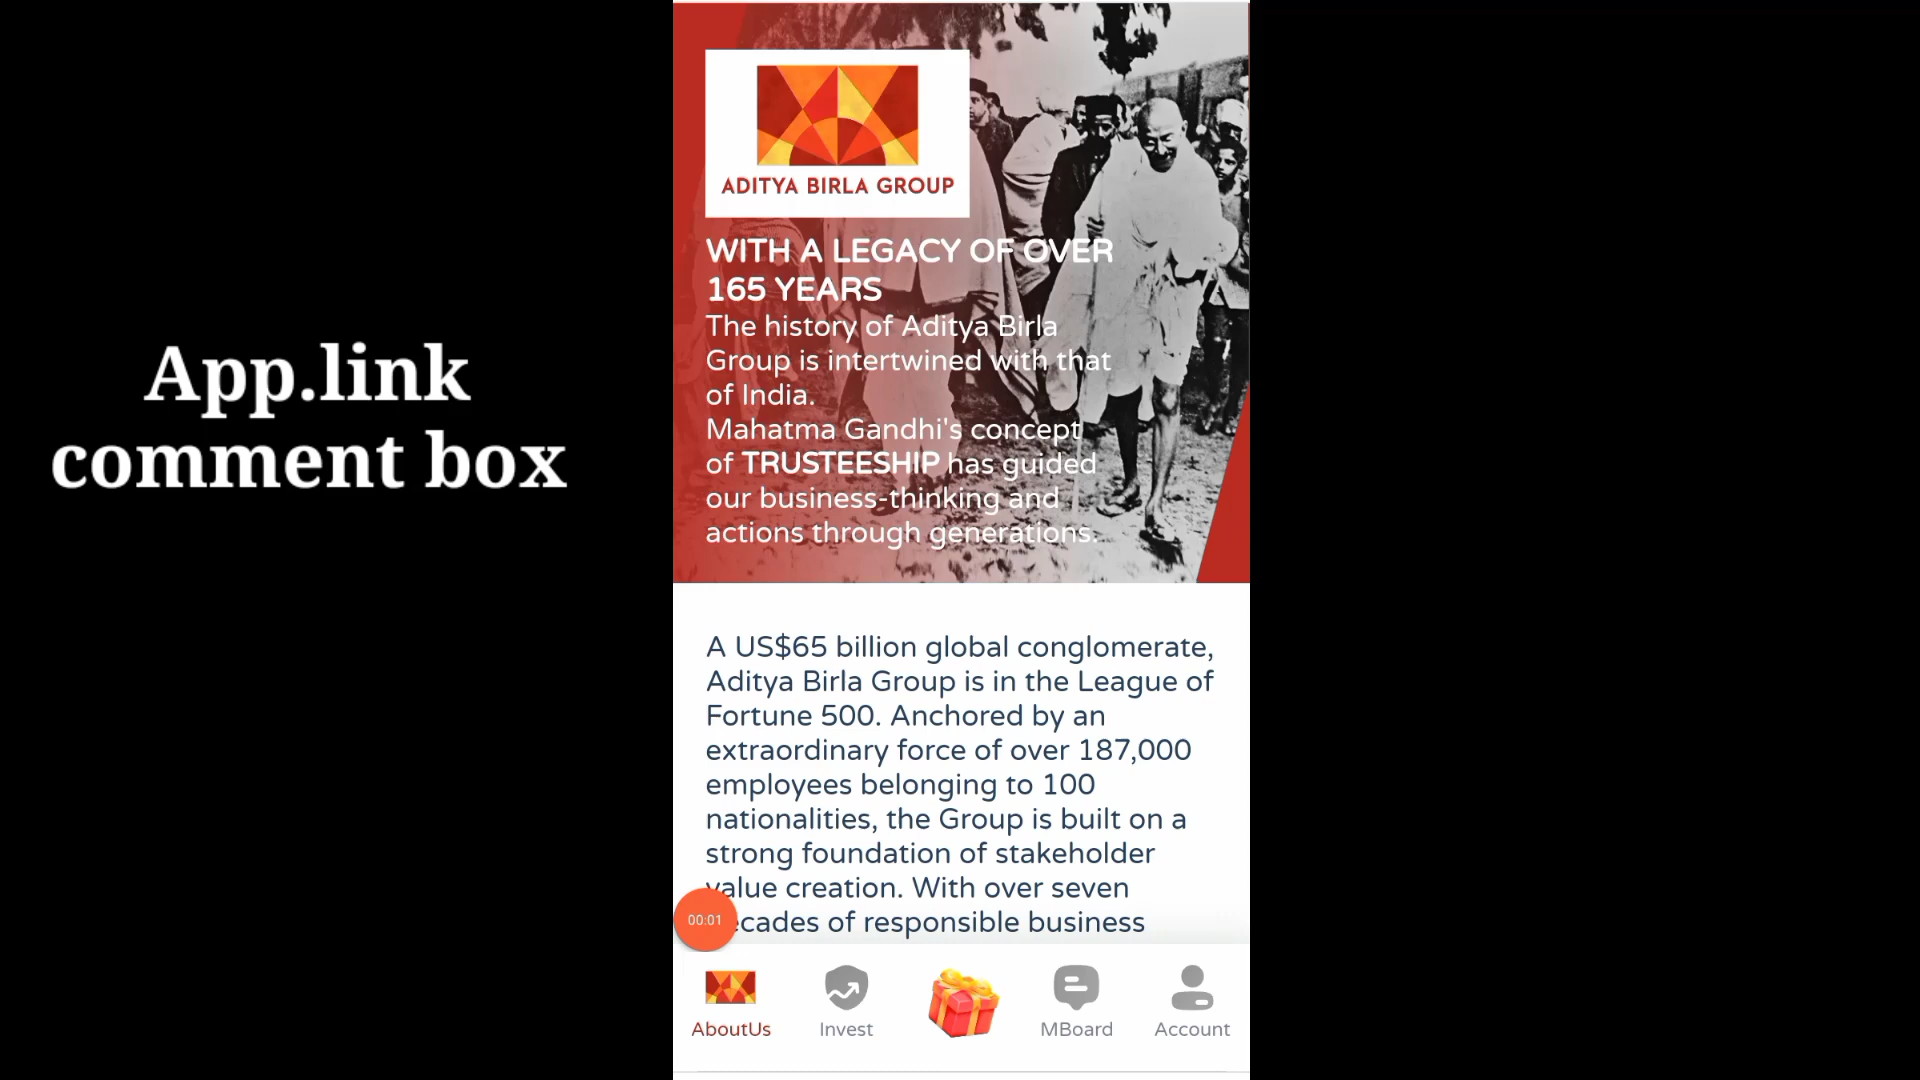 App.link
comment box
ADITYA BIRLA GROUP
WITH A LEGACY OF OVER
165 YEARS
The history of Aditya Birla
Group is intertwined with that
of India.
Mahatma Gandhi's concept
of TRUSTEESHIP has guided
our business-thinking and
actions through generations.
A US$65 billion global conglomerate,
Aditya Birla Group is in the League of
Fortune 500. Anchored by an
extraordinary force of over 187,000
employees belonging to 100
nationalities, the Group is built on a
strong foundation of stakeholder
value creation. With over seven
ecades of responsible business
00:01
AboutUs
Invest
MBoard
Account